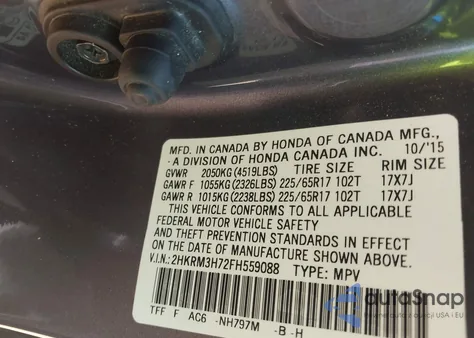 MFD. IN CANADA BY HONDA OF CANADA MFG.,
- A DIVISION OF HONDA CANADA INC. 10/'15
GVWR 2050KG (4519LBS) TIRE SIZE RIM SIZE
GAWR F 1055KG (2326LBS) 225/65R17 102T 17X7J
GAWR R 1015KG (2238LBS) 225/65R17 102T 17X7J
THIS VEHICLE CONFORMS TO ALL APPLICABLE
FEDERAL MOTOR VEHICLE SAFETY
AND THEFT PREVENTION STANDARDS IN EFFECT
ON THE DATE OF MANUFACTURE SHOWN ABOVE.
V.I.N.: 2HKRM3H72FH559088 TYPE: MPV
TFF F AC6 -NH797M -B -H
autoSnap